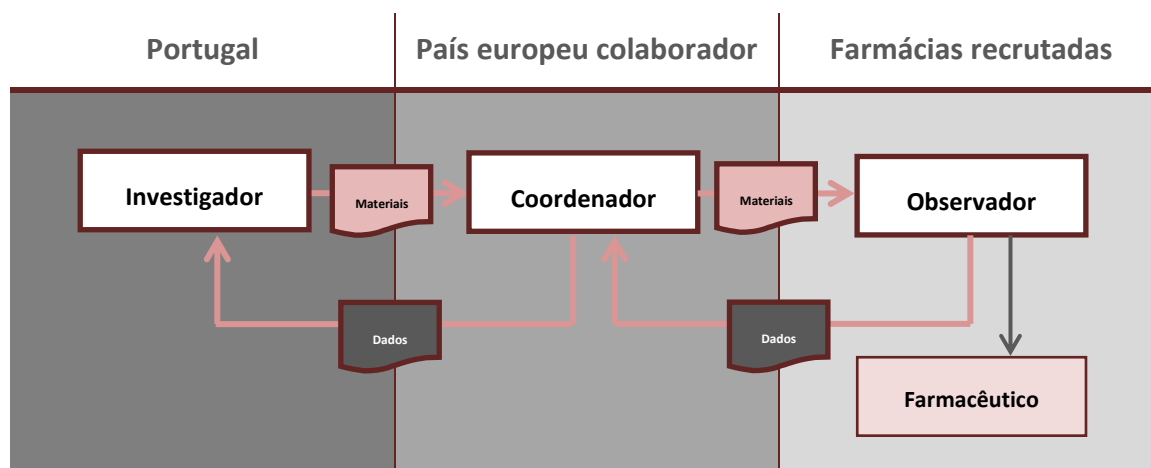 Portugal
País europeu colaborador
Farmácias recrutadas
Investigador
Materiais
Coordenador
Materiais
Observador
Dados
Dados
Farmacêutico